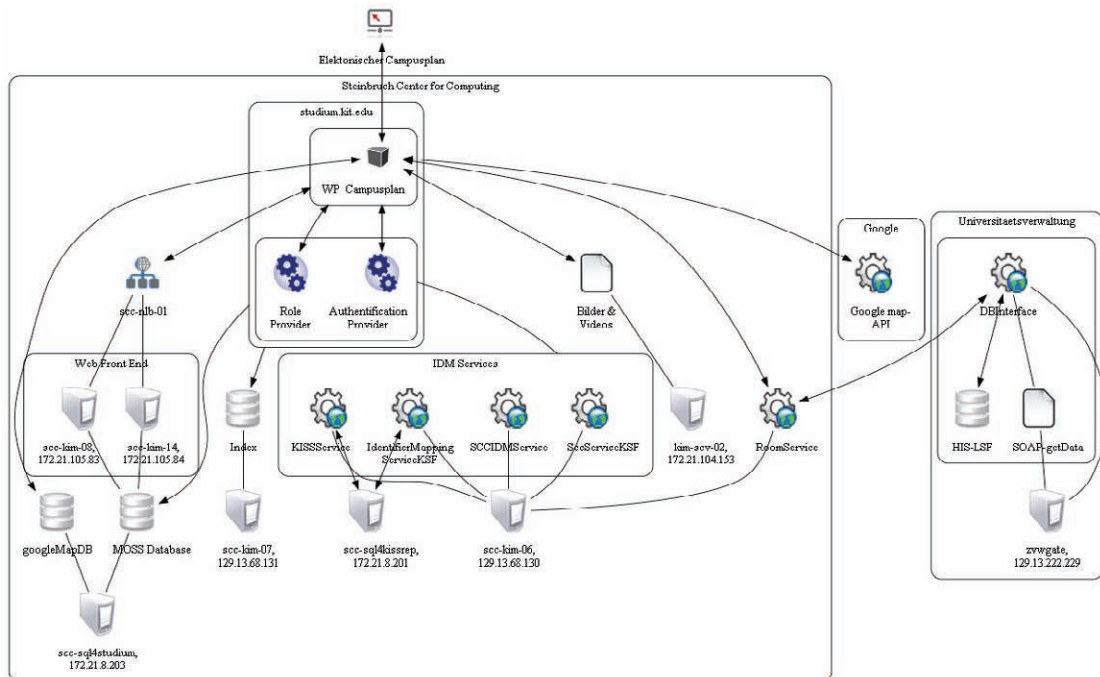 Elektonischer Campusplan
Steinbruch Center for Computing
studium.kit.edu
WP Campusplan
Google
Universitaetsverwaltung
scc-nlb-01
Role
Provider
Authentification
Provider
Bilder &
Videos
Google map-
API
DBInterface
Web Front End
IDM Services
scc-kim-08,
172.21.105.83
scc-kim-14,
172.21.105.84
Index
KISSService
IdentifierMapping
ServiceKSF
SCCIDMService
SccServiceKSF
kim-scv-02,
172.21.104.153
RoomService
HIS-LSF
SOAP-getData
googleMapDB
MOSS Database
scc-kim-07,
129.13.68.131
scc-sql4kissrep,
172.21.8.201
scc-kim-06,
129.13.68.130
zvwgate,
129.13.222.229
scc-sql4studium,
172.21.8.203